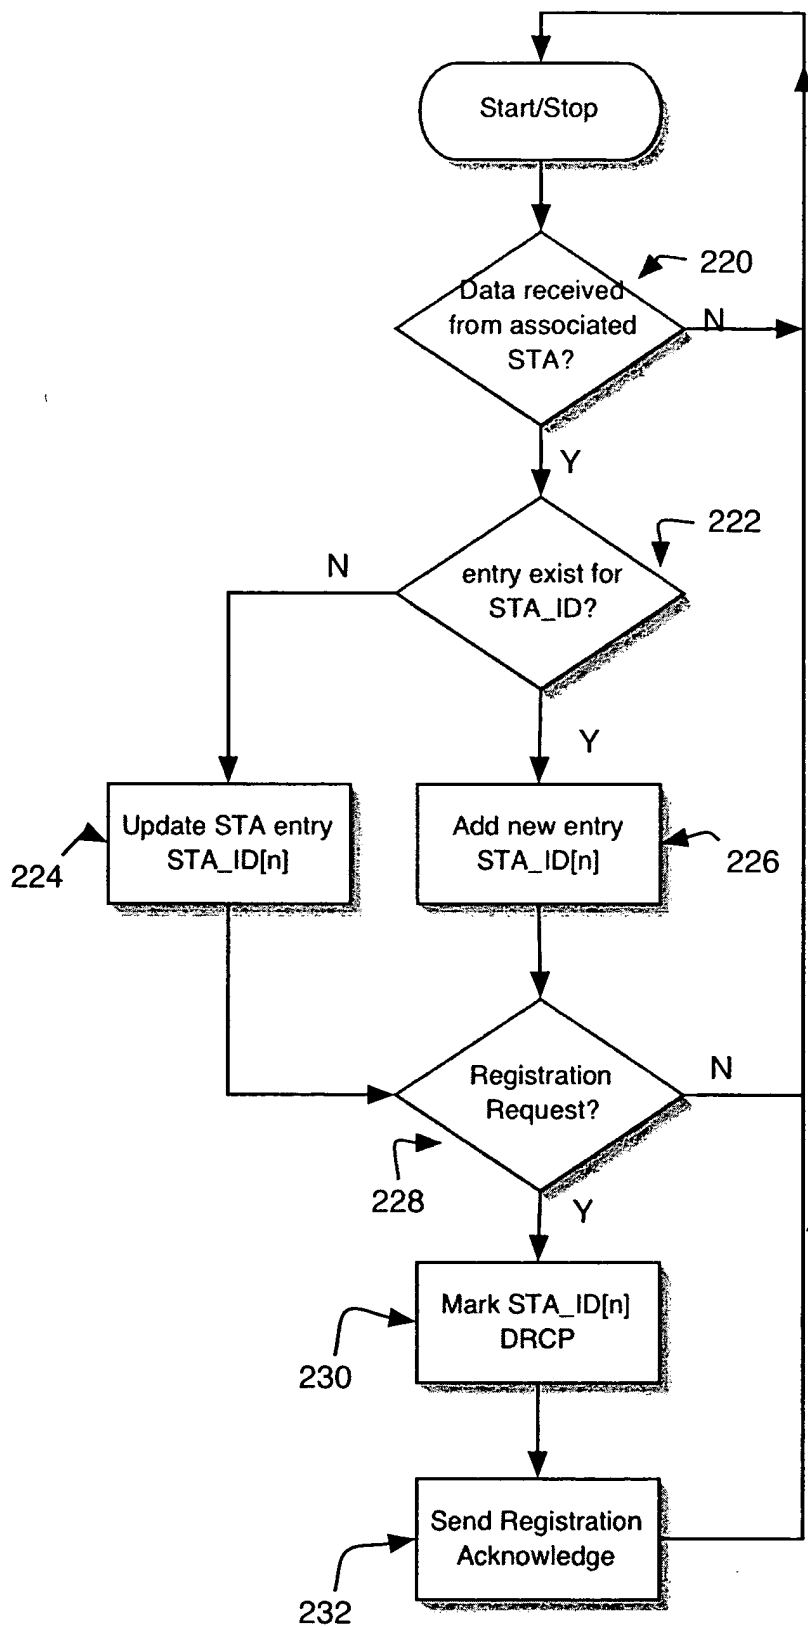 Start/Stop
220
Data received
from associated
STA?
N
Y
222
N
entry exist for
STA_ID?
Y
Update STA entry
STA_ID[n]
224
Add new entry
STA_ID[n]
226
Registration
Request?
N
228
Y
Mark STA_ID[n]
DRCP
230
Send Registration
Acknowledge
232